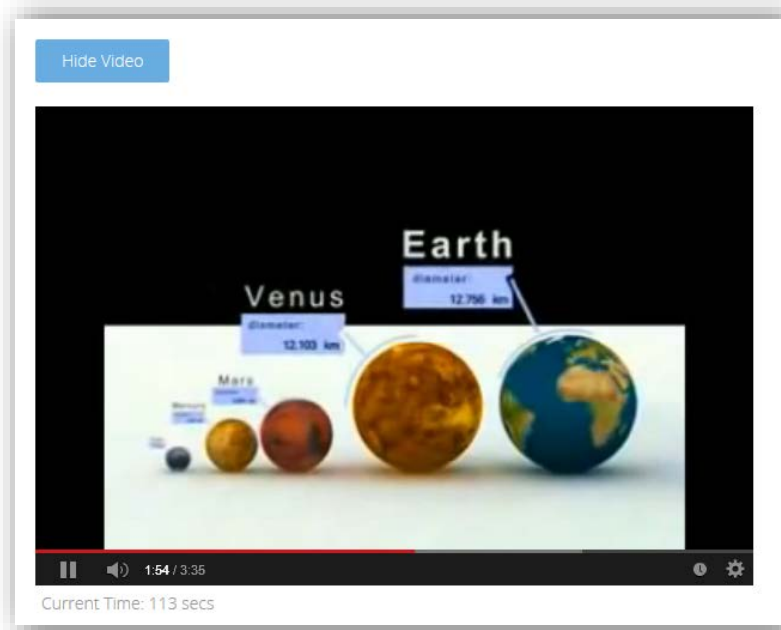 Hide Video
Earth
diameter:
12.756 km
Venus
diameter:
12.103 km
Mars
Mercury
1:54 / 3:35
Current Time: 113 secs